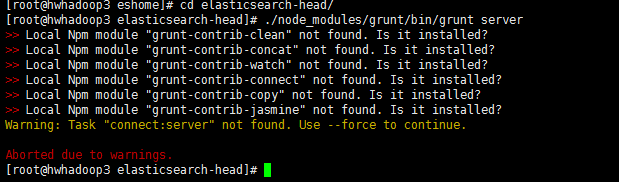 [root@hwhadoop3 eshome]# cd elasticsearch-head/
[root@hwhadoop3 elasticsearch-head]# ./node_modules/grunt/bin/grunt server
>> Local Npm module "grunt-contrib-clean" not found. Is it installed?
>> Local Npm module "grunt-contrib-concat" not found. Is it installed?
>> Local Npm module "grunt-contrib-watch" not found. Is it installed?
>> Local Npm module "grunt-contrib-connect" not found. Is it installed?
>> Local Npm module "grunt-contrib-copy" not found. Is it installed?
>> Local Npm module "grunt-contrib-jasmine" not found. Is it installed?
Warning: Task "connect:server" not found. Use --force to continue.
Aborted due to warnings.
[root@hwhadoop3 elasticsearch-head]#